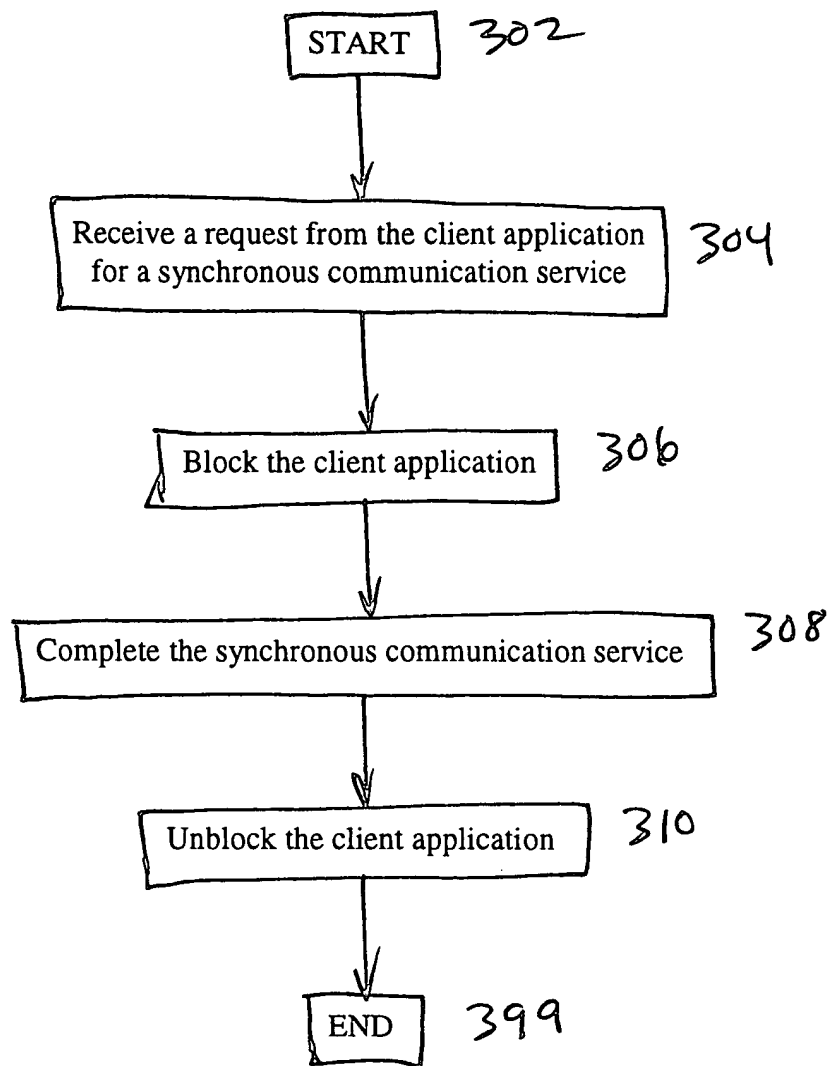 START 302
Receive a request from the client application 304
for a synchronous communication service
Block the client application 306
Complete the synchronous communication service 308
Unblock the client application 310
END 399